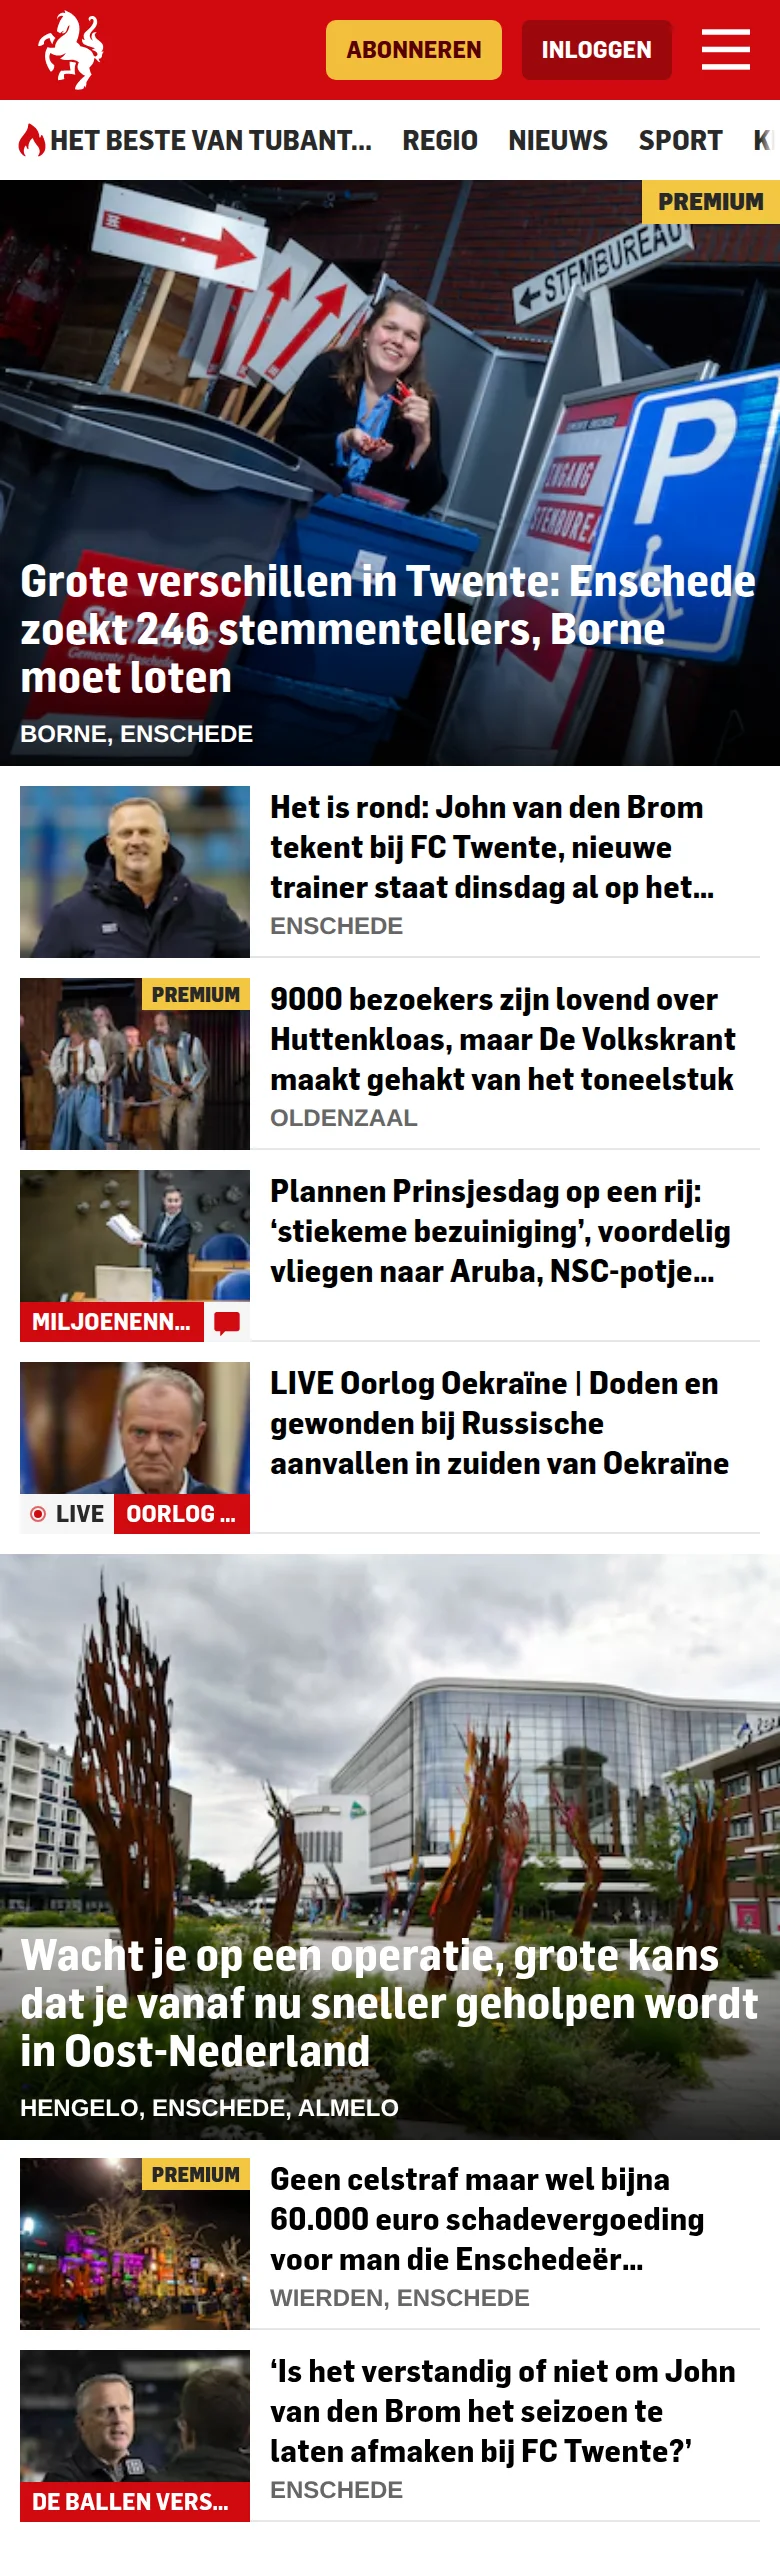 ABONNEREN
INLOGGEN
HET BESTE VAN TUBANT... REGIO NIEUWS SPORT
PREMIUM
STEMBUREAU
P
INGANG
STEMBUREA
Grote verschillen in Twente: Enschede
zoekt 246 stemmentellers, Borne
moet loten
BORNE, ENSCHEDE
Het is rond: John van den Brom
tekent bij FC Twente, nieuwe
trainer staat dinsdag al op het...
ENSCHEDE
PREMIUM
9000 bezoekers zijn lovend over
Huttenkloas, maar De Volkskrant
maakt gehakt van het toneelstuk
OLDENZAAL
MILJOENENN...
Plannen Prinsjesdag op een rij:
‘stiekeme bezuiniging’, voordelig
vliegen naar Aruba, NSC-potje...
LIVE OORLOG ...
LIVE Oorlog Oekraïne | Doden en
gewonden bij Russische
aanvallen in zuiden van Oekraïne
Wacht je op een operatie, grote kans
dat je vanaf nu sneller geholpen wordt
in Oost-Nederland
HENGELO, ENSCHEDE, ALMELO
PREMIUM
Geen celstraf maar wel bijna
60.000 euro schadevergoeding
voor man die Enschedeër...
WIERDEN, ENSCHEDE
DE BALLEN VERS...
‘Is het verstandig of niet om John
van den Brom het seizoen te
laten afmaken bij FC Twente?’
ENSCHEDE